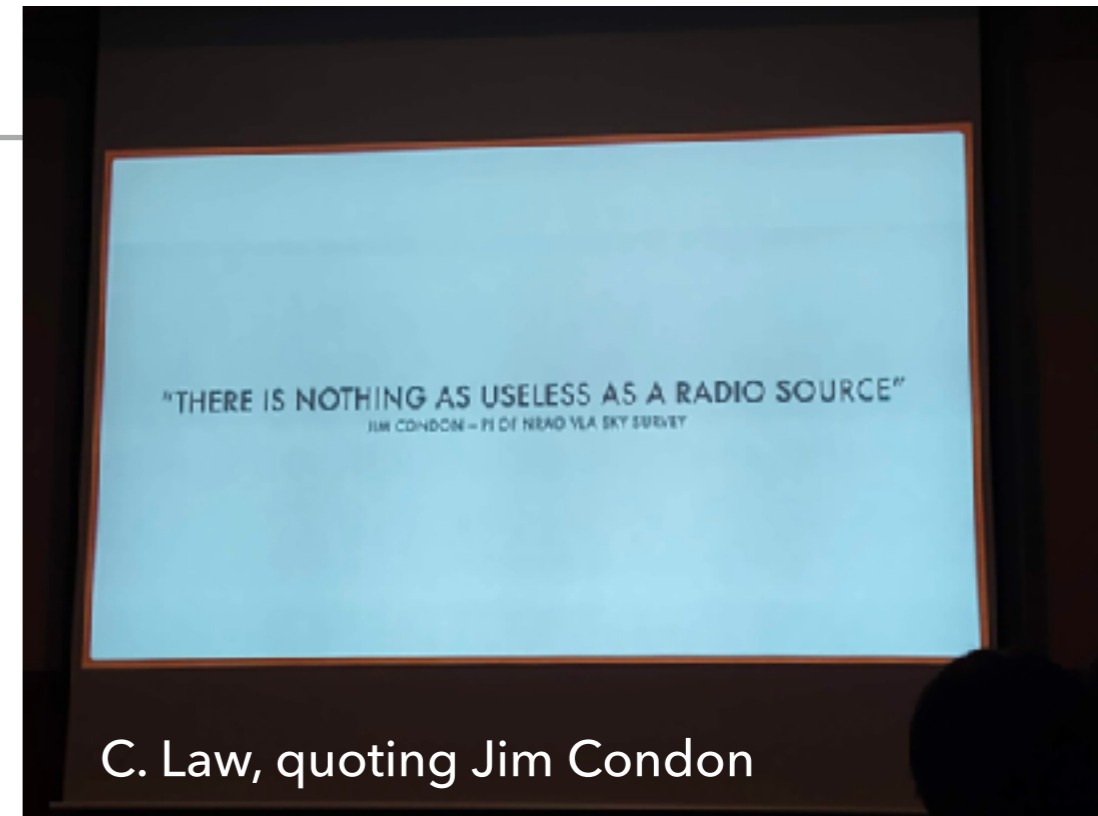 "THERE IS NOTHING AS USELESS AS A RADIO SOURCE"
JIM CONDON – PI OF NRAO VLA SKY SURVEY
C. Law, quoting Jim Condon